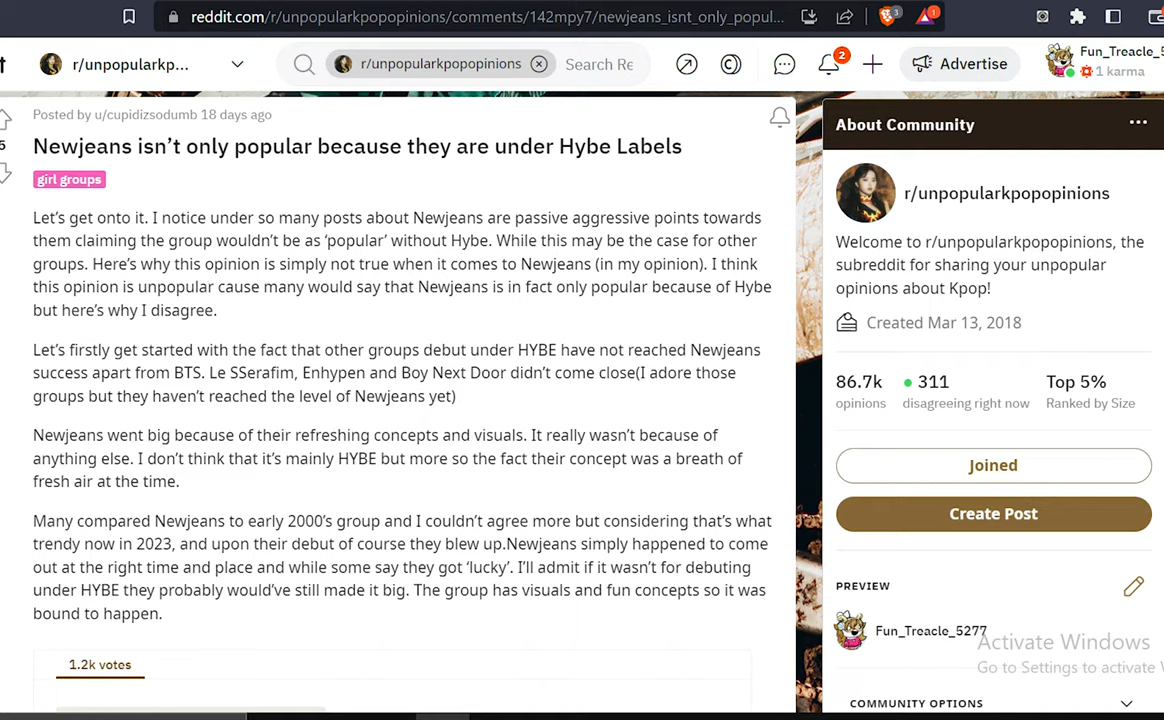 reddit.com/r/unpopularkpopopinions/comments/142mpy7/newjeans_isnt_only_popul...
3
1
t
r/unpopularkp...
r/unpopularkpopopinions
Search Re
2
Advertise
Fun_Treacle_5
1 karma
Posted by u/cupidizsodumb 18 days ago
5
Newjeans isn’t only popular because they are under Hybe Labels
girl groups
Let’s get onto it. I notice under so many posts about Newjeans are passive aggressive points towards
them claiming the group wouldn’t be as ‘popular’ without Hybe. While this may be the case for other
groups. Here’s why this opinion is simply not true when it comes to Newjeans (in my opinion). I think
this opinion is unpopular cause many would say that Newjeans is in fact only popular because of Hybe
but here’s why I disagree.
Let’s firstly get started with the fact that other groups debut under HYBE have not reached Newjeans
success apart from BTS. Le SSerafim, Enhypen and Boy Next Door didn’t come close(I adore those
groups but they haven’t reached the level of Newjeans yet)
Newjeans went big because of their refreshing concepts and visuals. It really wasn’t because of
anything else. I don’t think that it’s mainly HYBE but more so the fact their concept was a breath of
fresh air at the time.
Many compared Newjeans to early 2000’s group and I couldn’t agree more but considering that’s what
trendy now in 2023, and upon their debut of course they blew up.Newjeans simply happened to come
out at the right time and place and while some say they got ‘lucky’. I’ll admit if it wasn’t for debuting
under HYBE they probably would’ve still made it big. The group has visuals and fun concepts so it was
bound to happen.
1.2k votes
About Community
r/unpopularkpopopinions
Welcome to r/unpopularkpopopinions, the
subreddit for sharing your unpopular
opinions about Kpop!
Created Mar 13, 2018
86.7k
311
Top 5%
opinions
disagreeing right now
Ranked by Size
Joined
Create Post
PREVIEW
Fun_Treacle_5277
Activate Windows
Go to Settings to activate W
COMMUNITY OPTIONS